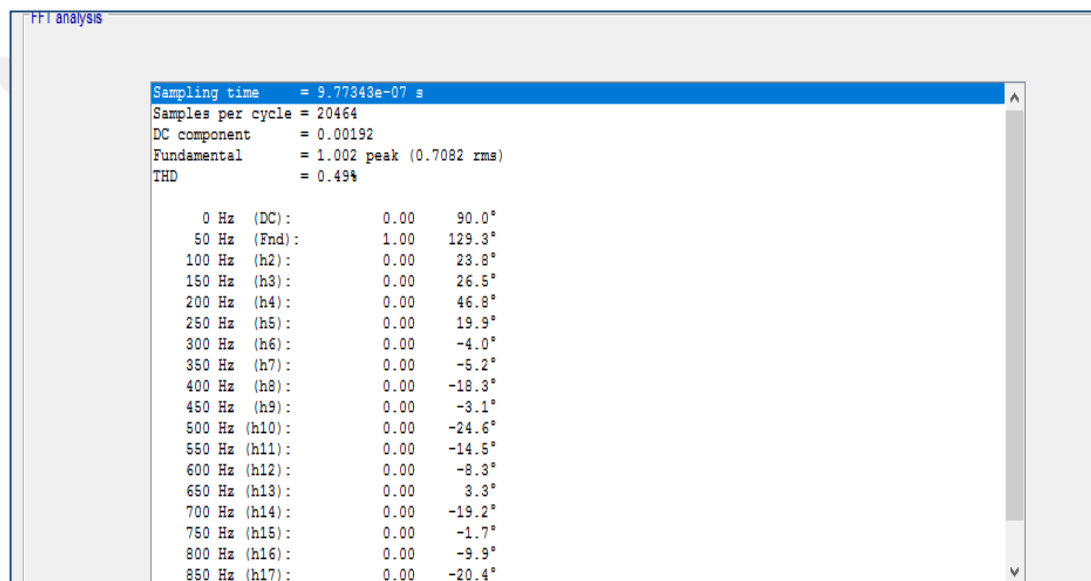 FFT analysis
Sampling time = 9.77343e-07 s
Samples per cycle = 20464
DC component = 0.00192
Fundamental = 1.002 peak (0.7082 rms)
THD = 0.49%
0 Hz (DC): 0.00 90.0°
50 Hz (Fnd): 1.00 129.3°
100 Hz (h2): 0.00 23.8°
150 Hz (h3): 0.00 26.5°
200 Hz (h4): 0.00 46.8°
250 Hz (h5): 0.00 19.9°
300 Hz (h6): 0.00 -4.0°
350 Hz (h7): 0.00 -5.2°
400 Hz (h8): 0.00 -18.3°
450 Hz (h9): 0.00 -3.1°
500 Hz (h10): 0.00 -24.6°
550 Hz (h11): 0.00 -14.5°
600 Hz (h12): 0.00 -8.3°
650 Hz (h13): 0.00 3.3°
700 Hz (h14): 0.00 -19.2°
750 Hz (h15): 0.00 -1.7°
800 Hz (h16): 0.00 -9.9°
850 Hz (h17): 0.00 -20.4°